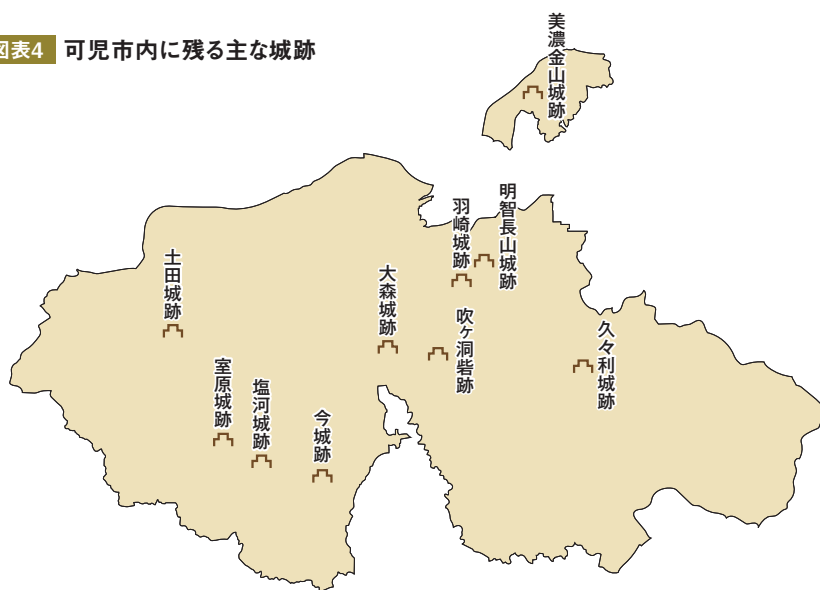 図表4 可児市内に残る主な城跡
美濃金山城跡
明智長山城跡
羽崎城跡
土田城跡
大森城跡
吹ヶ洞砦跡
久々利城跡
室原城跡
塩河城跡
今城跡